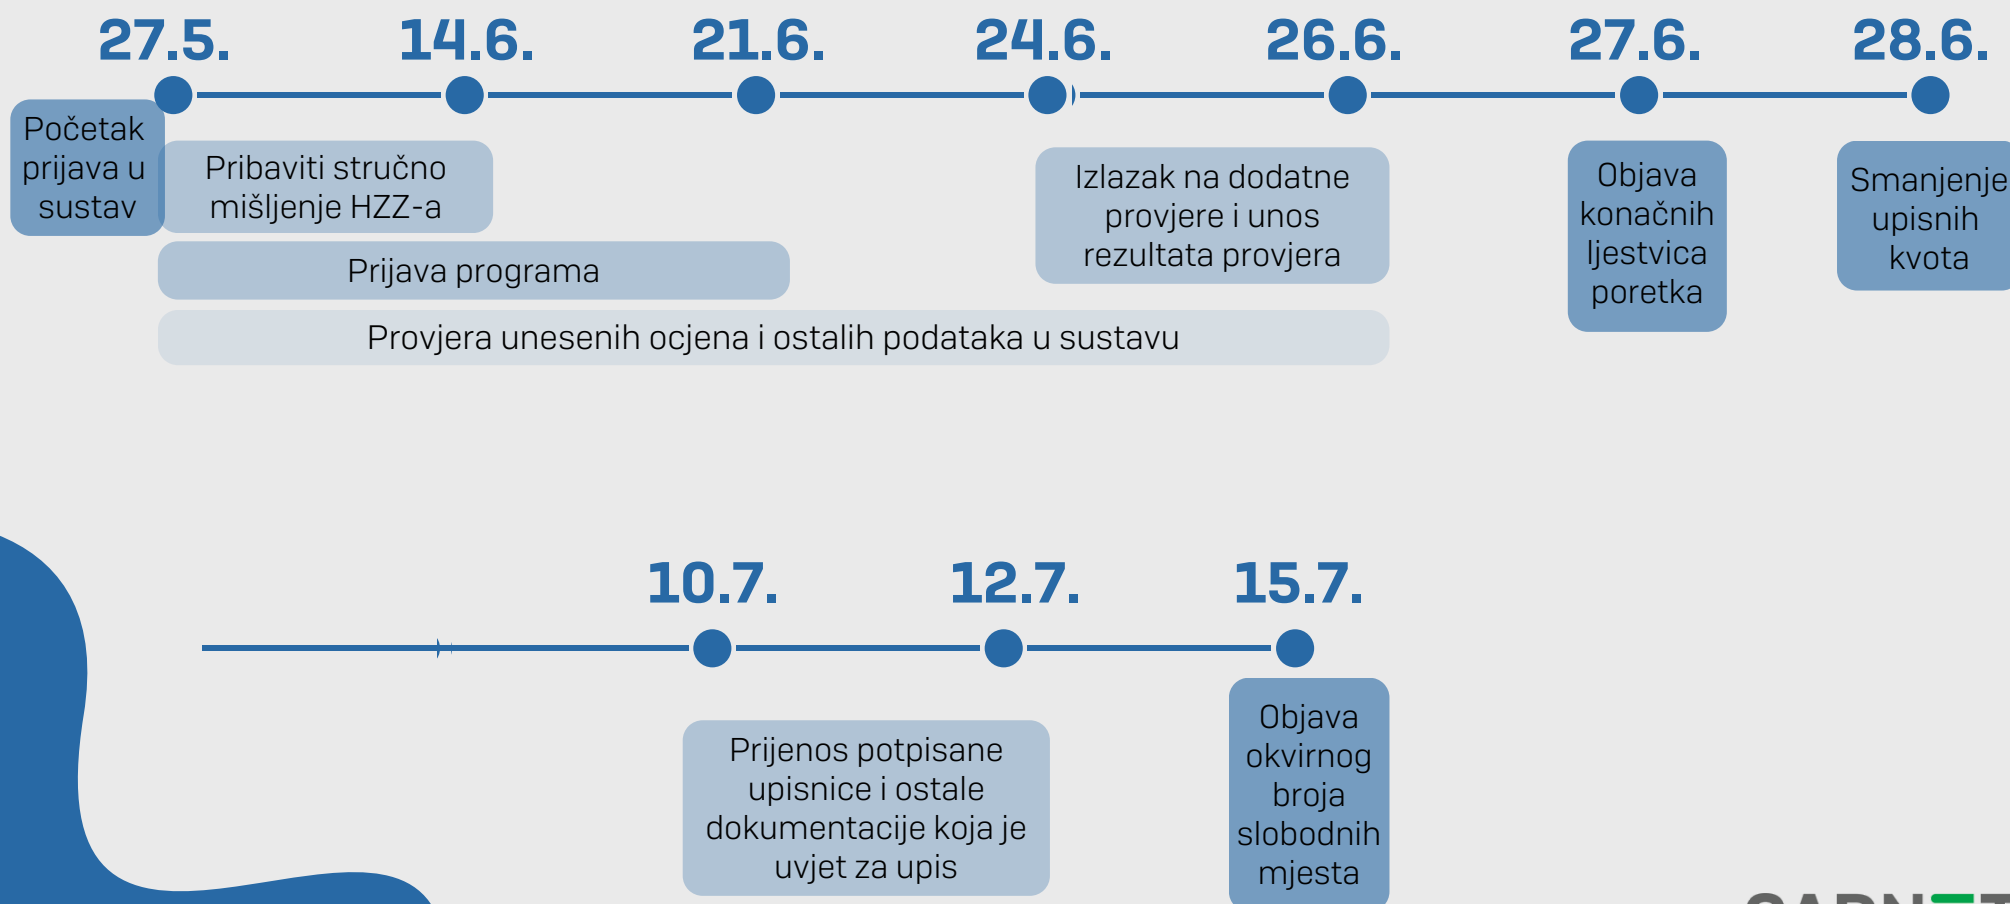 27.5.
14.6.
21.6.
24.6.
26.6.
27.6.
28.6.
Početak
prijava u
sustav
Pribaviti stručno
mišljenje HZZ-a
Prijava programa
Provjera unesenih ocjena i ostalih podataka u sustavu
Izlazak na dodatne
provjere i unos
rezultata provjera
Objava
konačnih
ljestvica
poretka
Smanjenje
upisnih
kvota
10.7.
12.7.
15.7.
Prijenos potpisane
upisnice i ostale
dokumentacije koja je
uvjet za upis
Objava
okvirnog
broja
slobodnih
mjesta